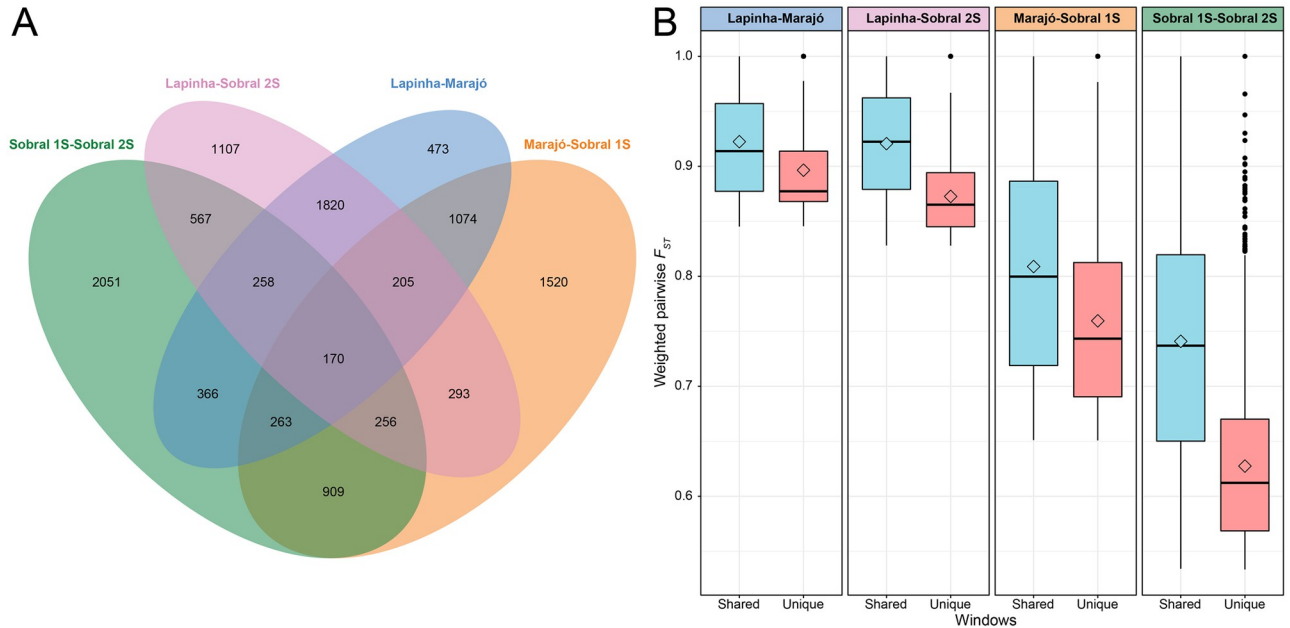 A
Lapinha-Sobral 2S
Lapinha-Marajó
Sobral 1S-Sobral 2S
Marajó-Sobral 1S
1107
473
567
1820
1074
2051
258
205
1520
170
366
293
263
256
909
B
Lapinha-Marajó
Lapinha-Sobral 2S
Marajó-Sobral 1S
Sobral 1S-Sobral 2S
Weighted pairwise FST
1.0
0.9
0.8
0.7
0.6
Shared Unique Shared Unique Shared Unique Shared Unique
Windows